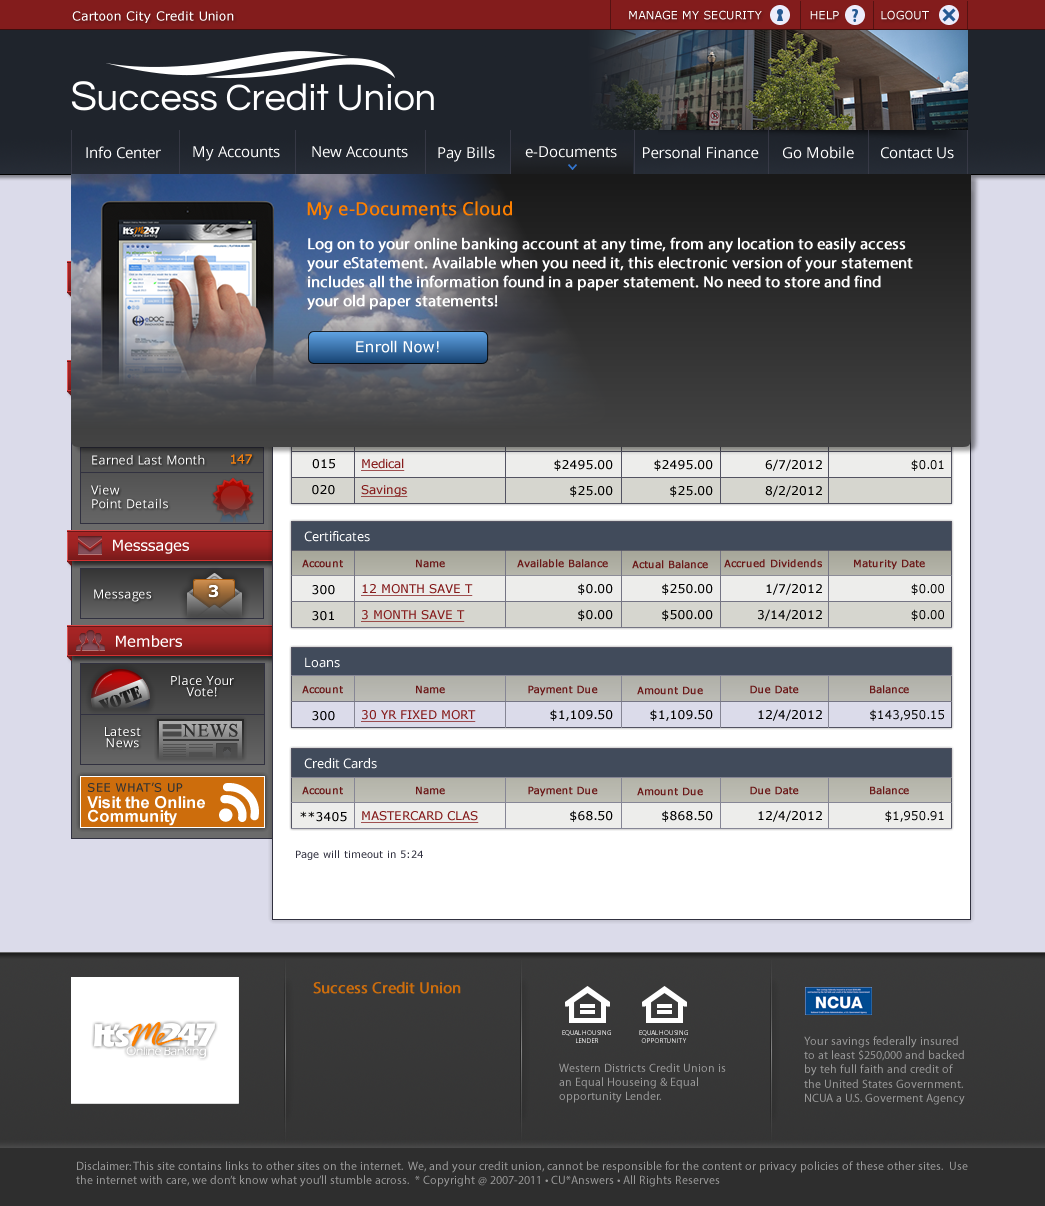 Cartoon City Credit Union
MANAGE MY SECURITY
HELP ?
LOGOUT
Success Credit Union
Info Center
My Accounts
New Accounts
Pay Bills
e-Documents
Personal Finance
Go Mobile
Contact Us
It'sMe247
Online Banking
eDOC
My e-Documents Cloud
Log on to your online banking account at any time, from any location to easily access
your eStatement. Available when you need it, this electronic version of your statement
includes all the information found in a paper statement. No need to store and find
your old paper statements!
Enroll Now!
Earned Last Month 147
View
Point Details
Messsages
Messages 3
Members
VOTE
Place Your
Vote!
Latest
News
NEWS
SEE WHAT'S UP
Visit the Online
Community
015 Medical $2495.00 $2495.00 6/7/2012 $0.01
020 Savings $25.00 $25.00 8/2/2012
Certificates
Account Name Available Balance Actual Balance Accrued Dividends Maturity Date
300 12 MONTH SAVE T $0.00 $250.00 1/7/2012 $0.00
301 3 MONTH SAVE T $0.00 $500.00 3/14/2012 $0.00
Loans
Account Name Payment Due Amount Due Due Date Balance
300 30 YR FIXED MORT $1,109.50 $1,109.50 12/4/2012 $143,950.15
Credit Cards
Account Name Payment Due Amount Due Due Date Balance
**3405 MASTERCARD CLAS $68.50 $868.50 12/4/2012 $1,950.91
Page will timeout in 5:24
It'sMe247
Online Banking
Success Credit Union
EQUAL HOUSING
LENDER
EQUAL HOUSING
OPPORTUNITY
Western Districts Credit Union is
an Equal Houseing & Equal
opportunity Lender.
NCUA
Your savings federally insured
to at least $250,000 and backed
by teh full faith and credit of
the United States Government.
NCUA a U.S. Goverment Agency
Disclaimer: This site contains links to other sites on the internet. We, and your credit union, cannot be responsible for the content or privacy policies of these other sites. Use
the internet with care, we don't know what you'll stumble across. * Copyright @ 2007-2011 • CU*Answers • All Rights Reserves